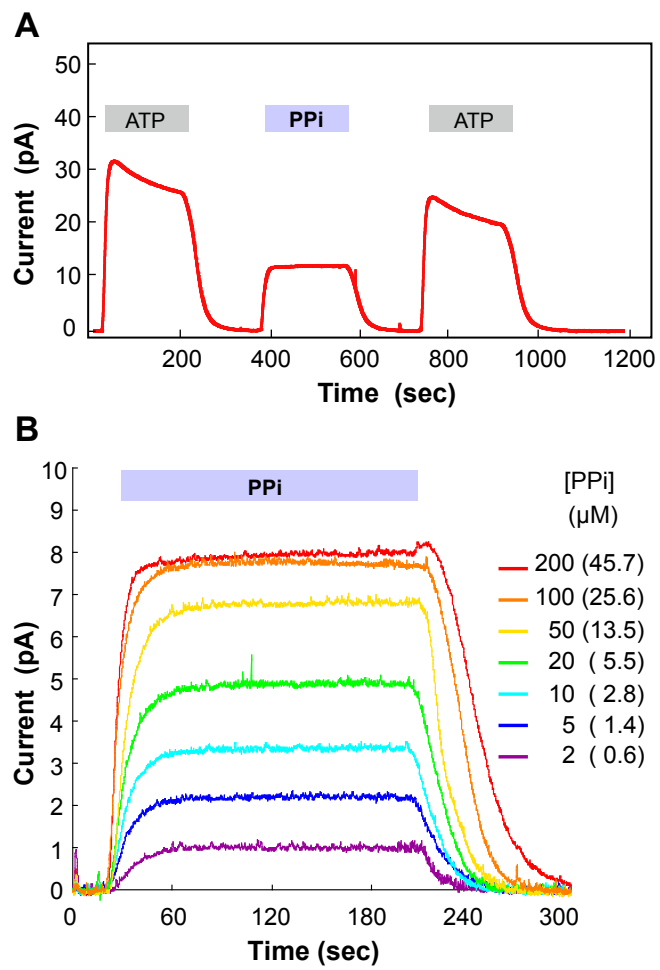 A
50
40
30
20
10
0
Current (pA)
ATP
PPi
ATP
200
400
600
800
1000
1200
Time (sec)
B
10
9
8
7
6
5
4
3
2
1
0
Current (pA)
PPi
0
60
120
180
240
300
Time (sec)
[PPi]
(µM)
200 (45.7)
100 (25.6)
50 (13.5)
20 ( 5.5)
10 ( 2.8)
5 ( 1.4)
2 ( 0.6)